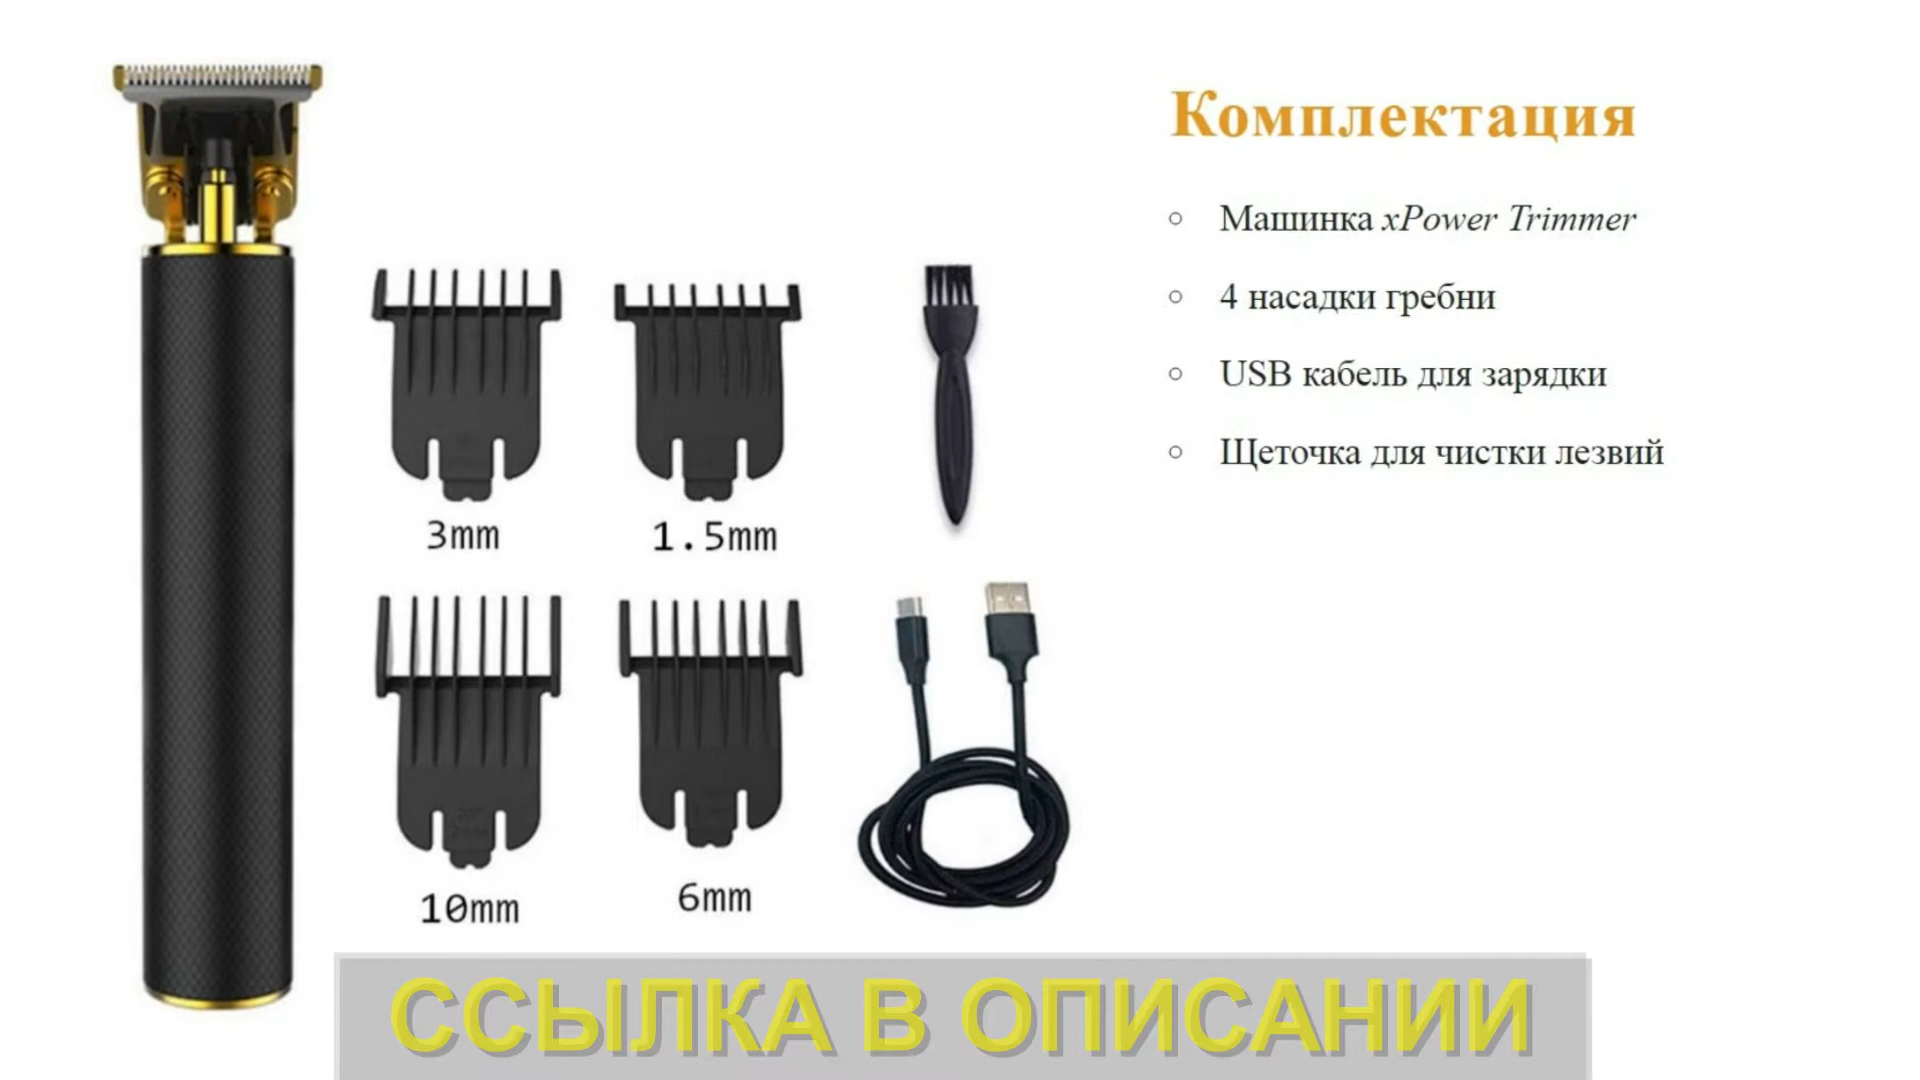 Комплектация
Машинка xPower Trimmer
4 насадки гребни
USB кабель для зарядки
Щеточка для чистки лезвий
3mm
1.5mm
10mm
6mm
ССЫЛКА В ОПИСАНИИ